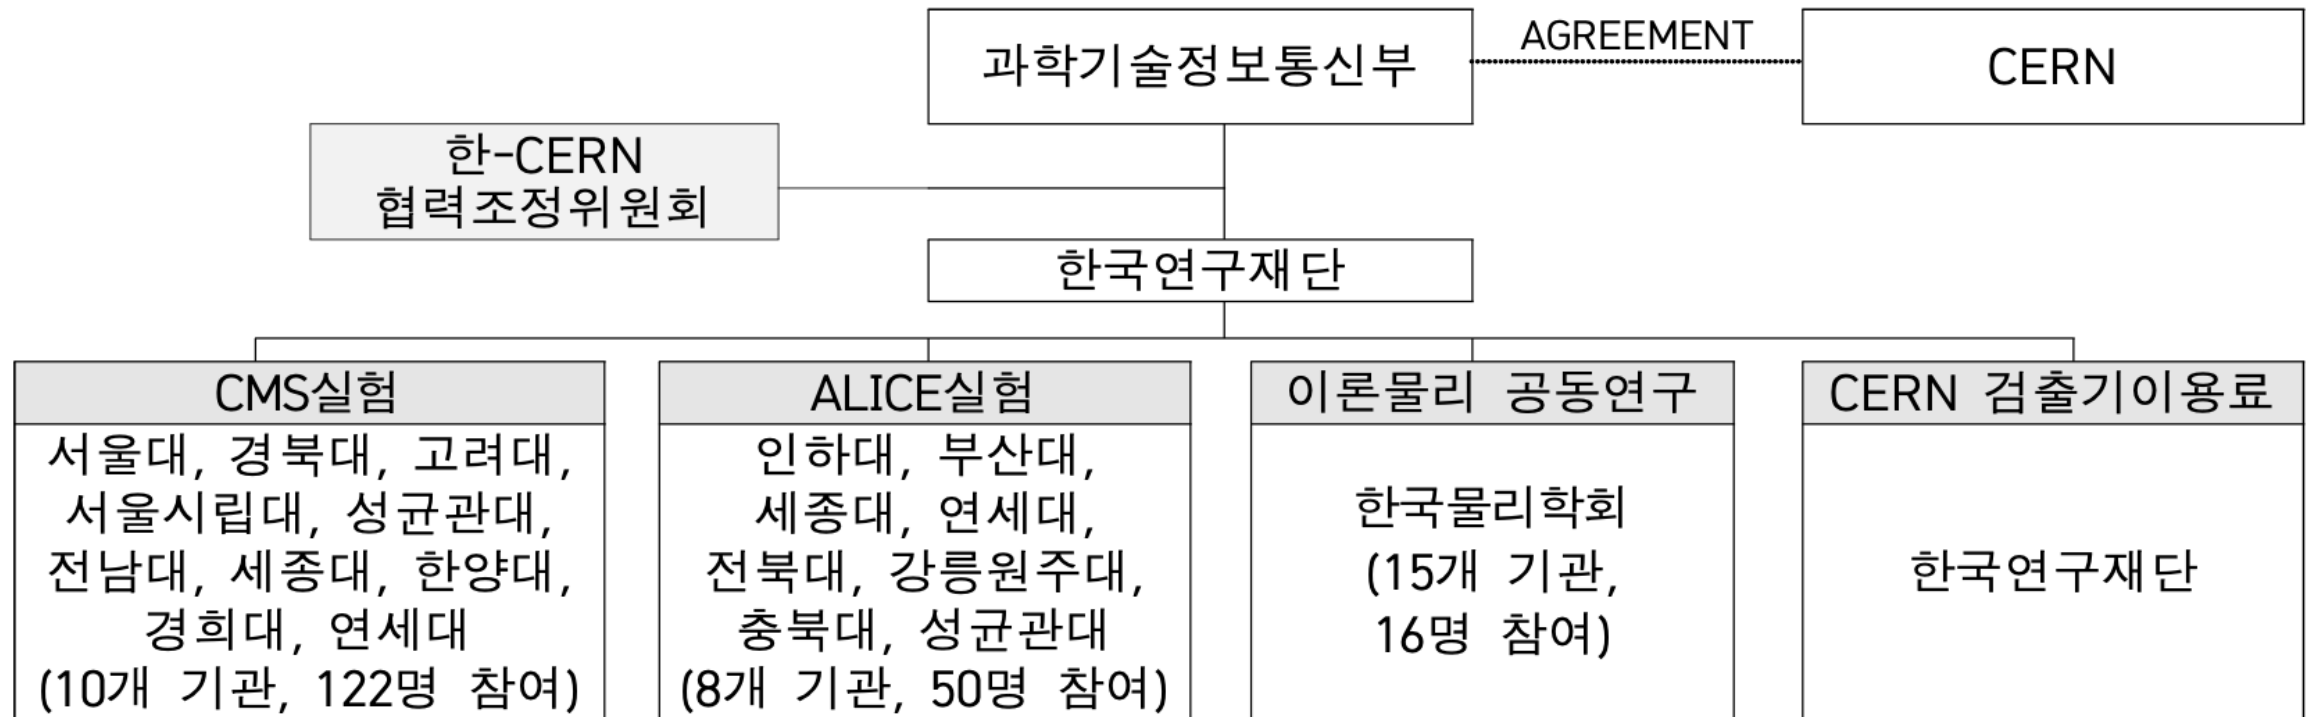 과학기술정보통신부
AGREEMENT
CERN
한-CERN
협력조정위원회
한국연구재단
CMS실험
서울대, 경북대, 고려대,
서울시립대, 성균관대,
전남대, 세종대, 한양대,
경희대, 연세대
(10개 기관, 122명 참여)
ALICE실험
인하대, 부산대,
세종대, 연세대,
전북대, 강릉원주대,
충북대, 성균관대
(8개 기관, 50명 참여)
이론물리 공동연구
한국물리학회
(15개 기관,
16명 참여)
CERN 검출기이용료
한국연구재단